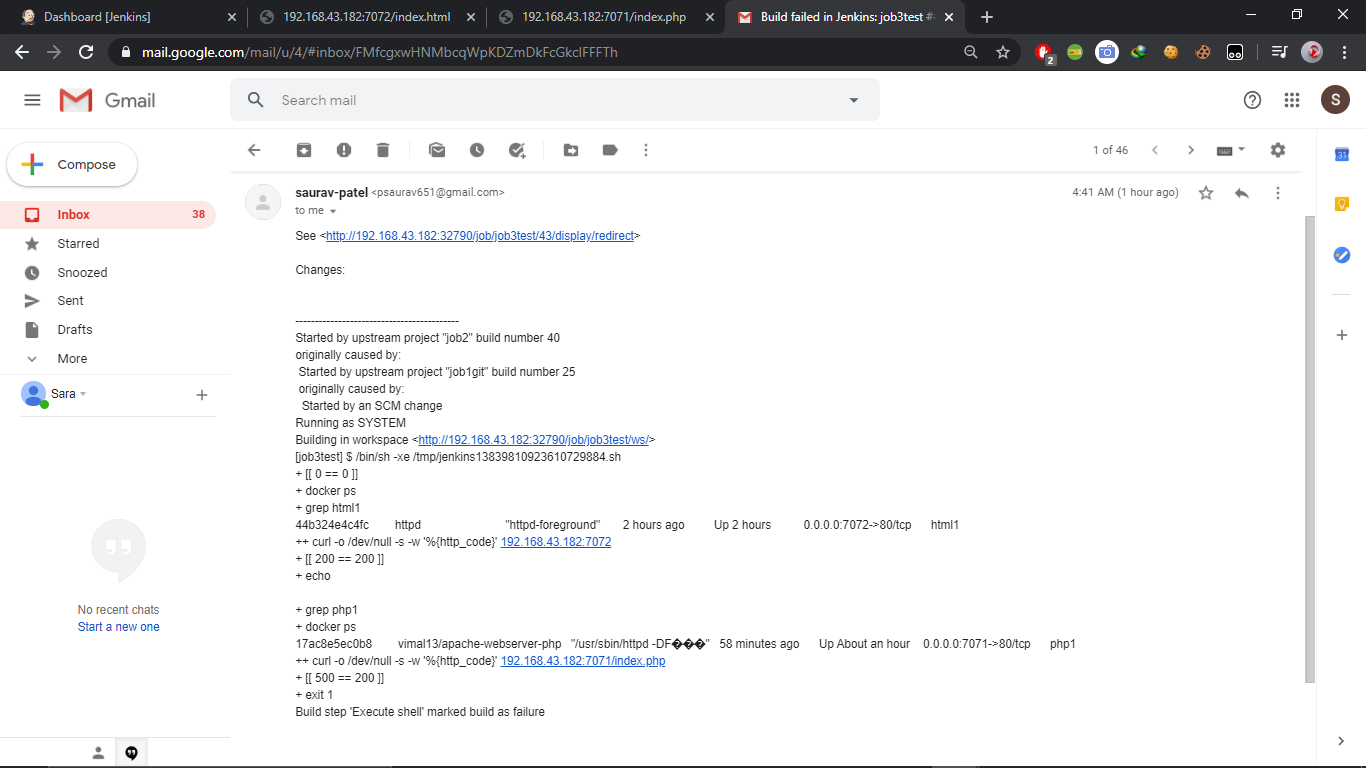 Dashboard [Jenkins]
192.168.43.182:7072/index.html
192.168.43.182:7071/index.php
Build failed in Jenkins: job3test #
mail.google.com/mail/u/4/#inbox/FMfcgxwHNMbcqWpKDZmDkFcGkclFFFTh
2
Gmail
Search mail
S
Compose
1 of 46
31
Inbox 38
Starred
Snoozed
Sent
Drafts
More
Sara
No recent chats
Start a new one
saurav-patel <psaurav651@gmail.com>
4:41 AM (1 hour ago)
to me
See <http://192.168.43.182:32790/job/job3test/43/display/redirect>
Changes:
------------------------------------------
Started by upstream project "job2" build number 40
originally caused by:
Started by upstream project "job1git" build number 25
originally caused by:
Started by an SCM change
Running as SYSTEM
Building in workspace <http://192.168.43.182:32790/job/job3test/ws/>
[job3test] $ /bin/sh -xe /tmp/jenkins13839810923610729884.sh
+ [[ 0 == 0 ]]
+ docker ps
+ grep html1
44b324e4c4fc httpd "httpd-foreground" 2 hours ago Up 2 hours 0.0.0.0:7072->80/tcp html1
++ curl -o /dev/null -s -w '%{http_code}' 192.168.43.182:7072
+ [[ 200 == 200 ]]
+ echo
+ grep php1
+ docker ps
17ac8e5ec0b8 vimal13/apache-webserver-php "/usr/sbin/httpd -DF���" 58 minutes ago Up About an hour 0.0.0.0:7071->80/tcp php1
++ curl -o /dev/null -s -w '%{http_code}' 192.168.43.182:7071/index.php
+ [[ 500 == 200 ]]
+ exit 1
Build step 'Execute shell' marked build as failure